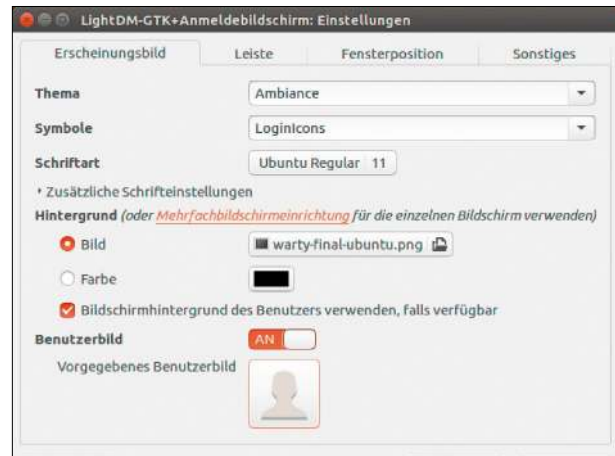 LightDM-GTK+Anmeldebildschirm: Einstellungen
Erscheinungsbild Leiste Fensterposition Sonstiges
Thema Ambiance
Symbole LoginIcons
Schriftart Ubuntu Regular 11
Zusätzliche Schrifteinstellungen
Hintergrund (oder Mehrfachbildschirmeinrichtung für die einzelnen Bildschirm verwenden)
Bild warty-final-ubuntu.png
Farbe
Bildschirmhintergrund des Benutzers verwenden, falls verfügbar
Benutzerbild AN
Vorgegebenes Benutzerbild